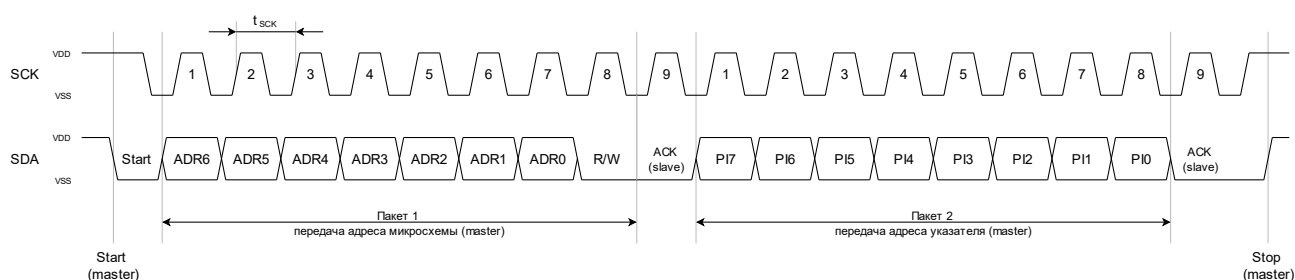 t SCK
VDD
SCK
1 2 3 4 5 6 7 8 9 1 2 3 4 5 6 7 8 9
VSS
VDD
SDA
Start ADR6 ADR5 ADR4 ADR3 ADR2 ADR1 ADR0 R/W ACK (slave) PI7 PI6 PI5 PI4 PI3 PI2 PI1 PI0 ACK (slave)
VSS
Пакет 1
передача адреса микросхемы (master)
Пакет 2
передача адреса указателя (master)
Start
(master)
Stop
(master)